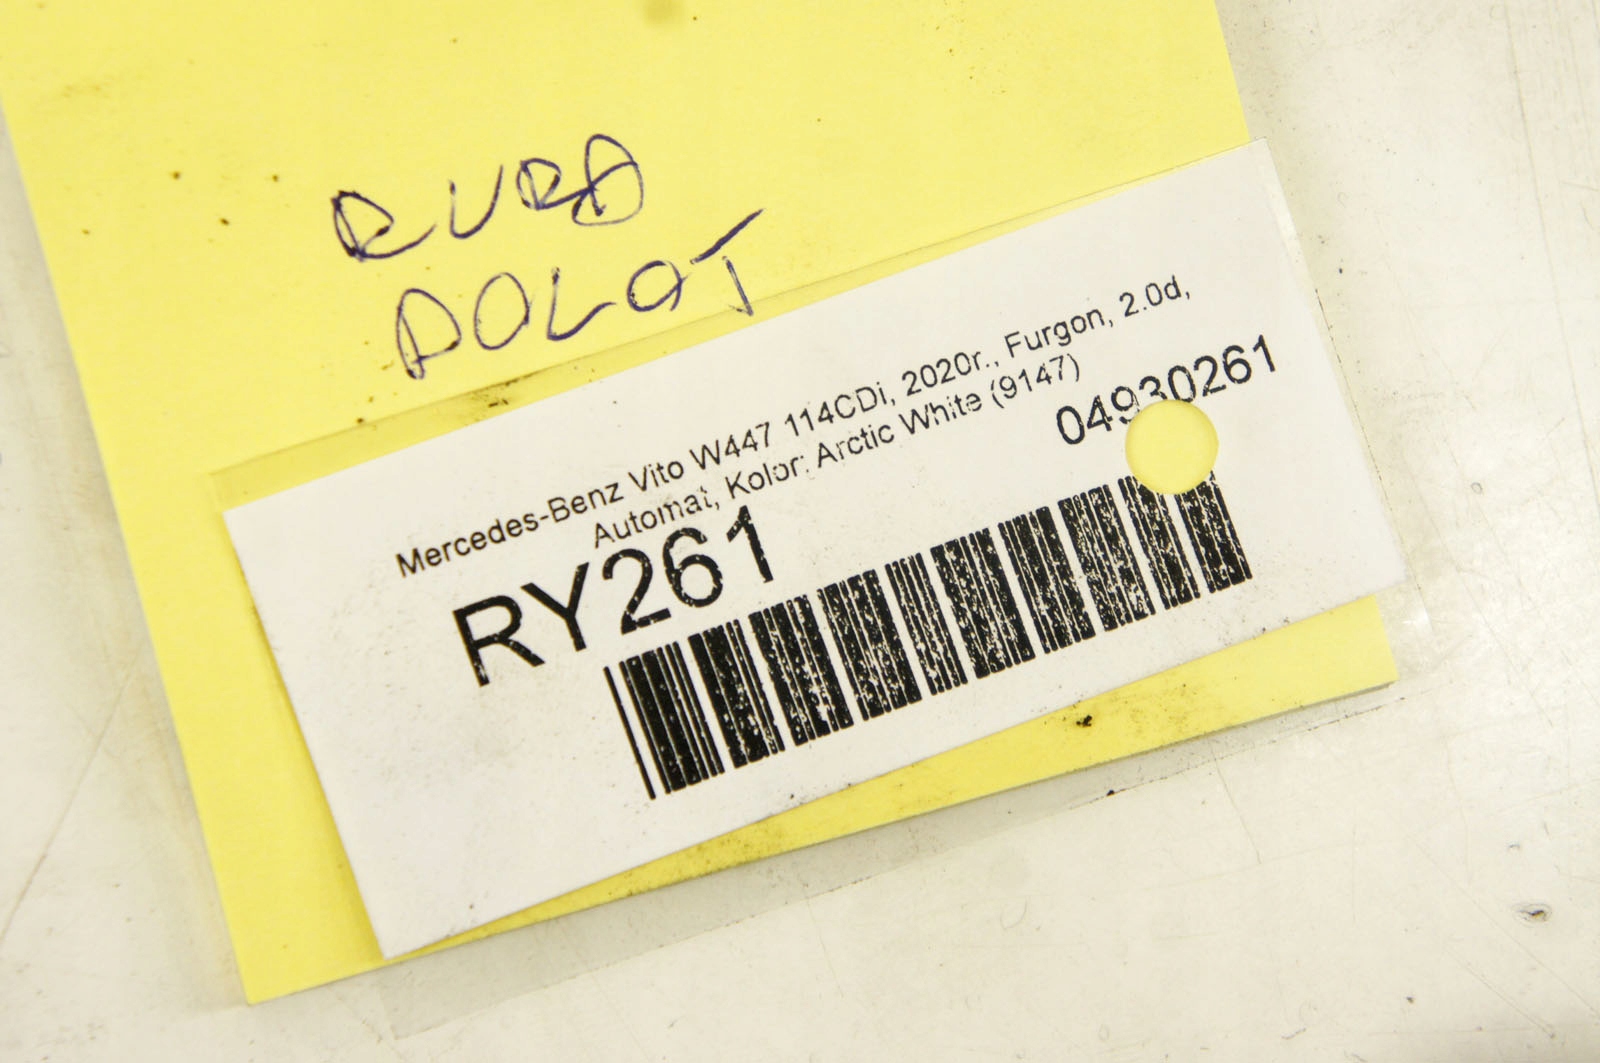 RURA
DOLOT
Mercedes-Benz Vito W447 114CDi, 2020r., Furgon, 2.0d,
Automat, Kolor: Arctic White (9147)
04930261
RY261